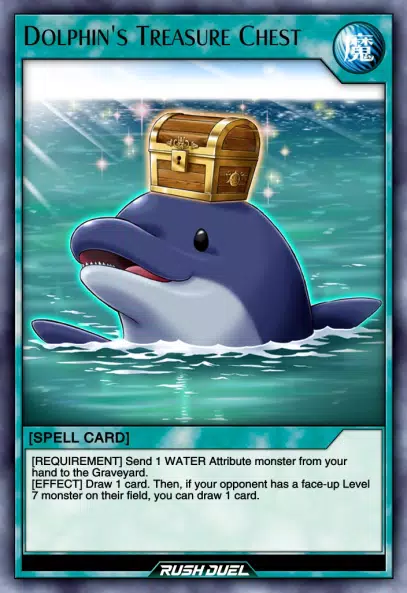 Dolphin's Treasure Chest
魔
[SPELL CARD]
[REQUIREMENT] Send 1 WATER Attribute monster from your
hand to the Graveyard.
[EFFECT] Draw 1 card. Then, if your opponent has a face-up Level
7 monster on their field, you can draw 1 card.
RUSH DUEL